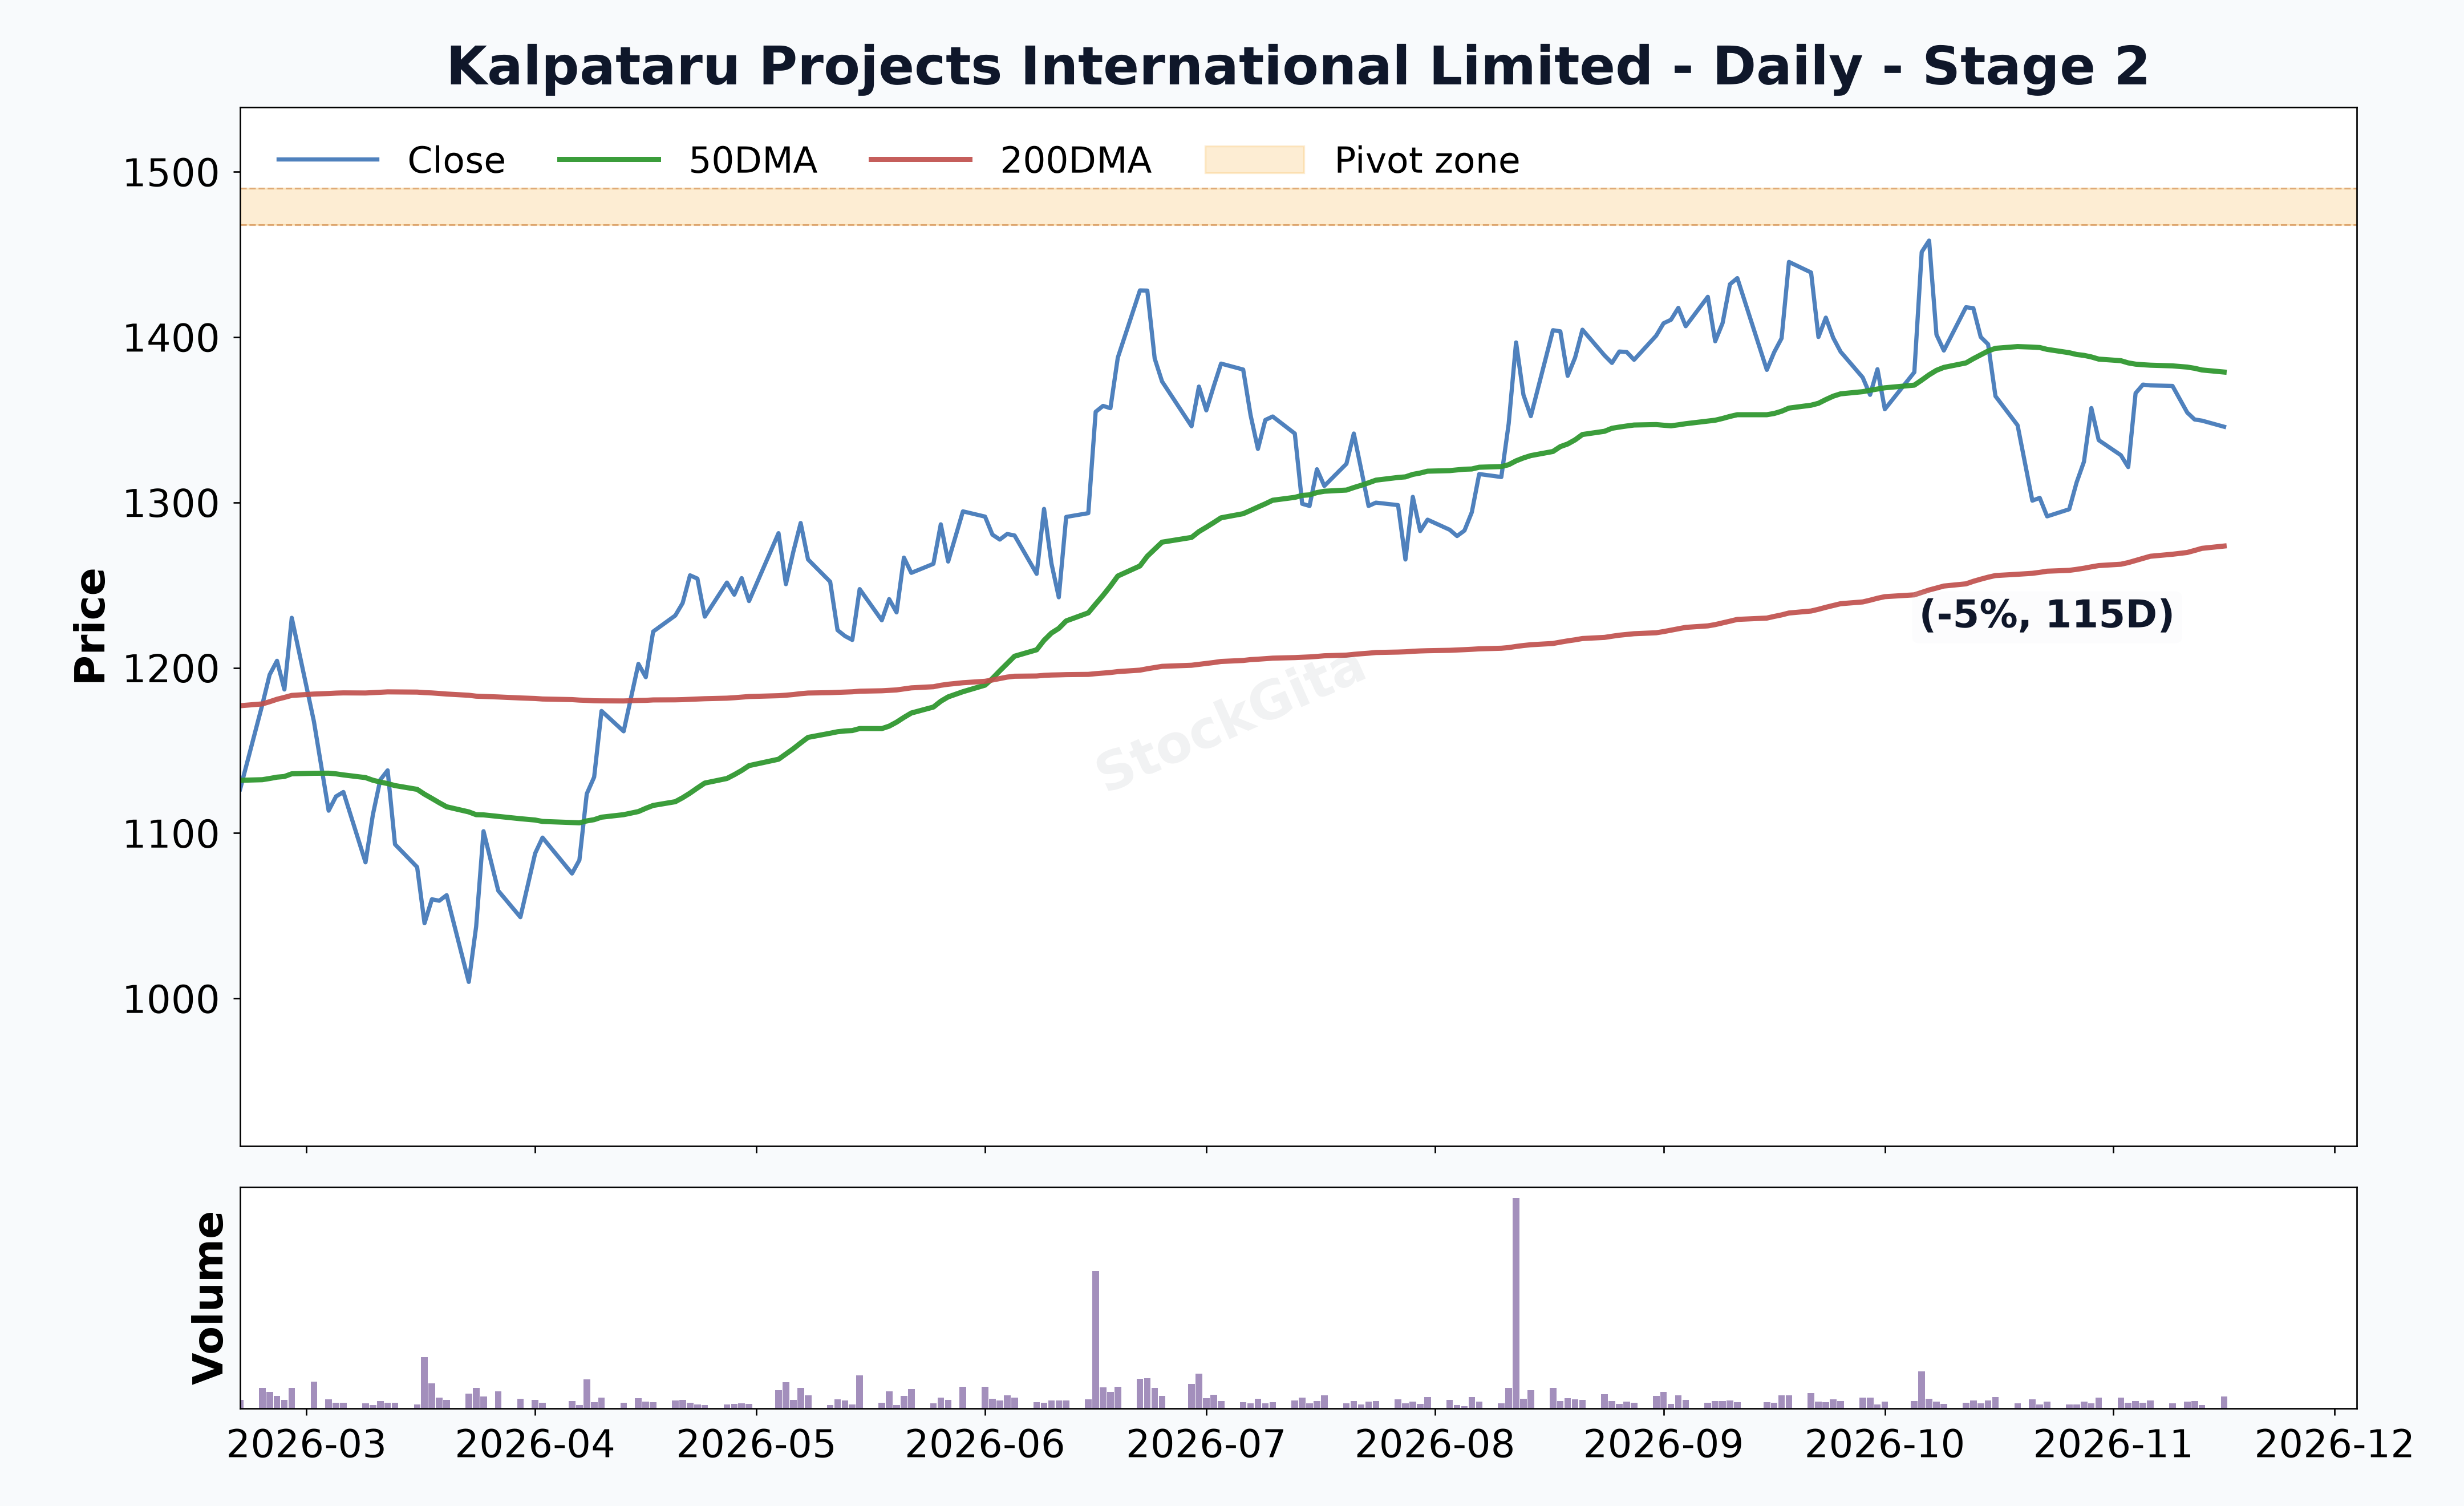 Kalpataru Projects International Limited - Daily - Stage 2
Close 50DMA 200DMA Pivot zone
1500
1400
1300
1200
1100
1000
Price
(-5%, 115D)
StockGita
Volume
2026-03 2026-04 2026-05 2026-06 2026-07 2026-08 2026-09 2026-10 2026-11 2026-12